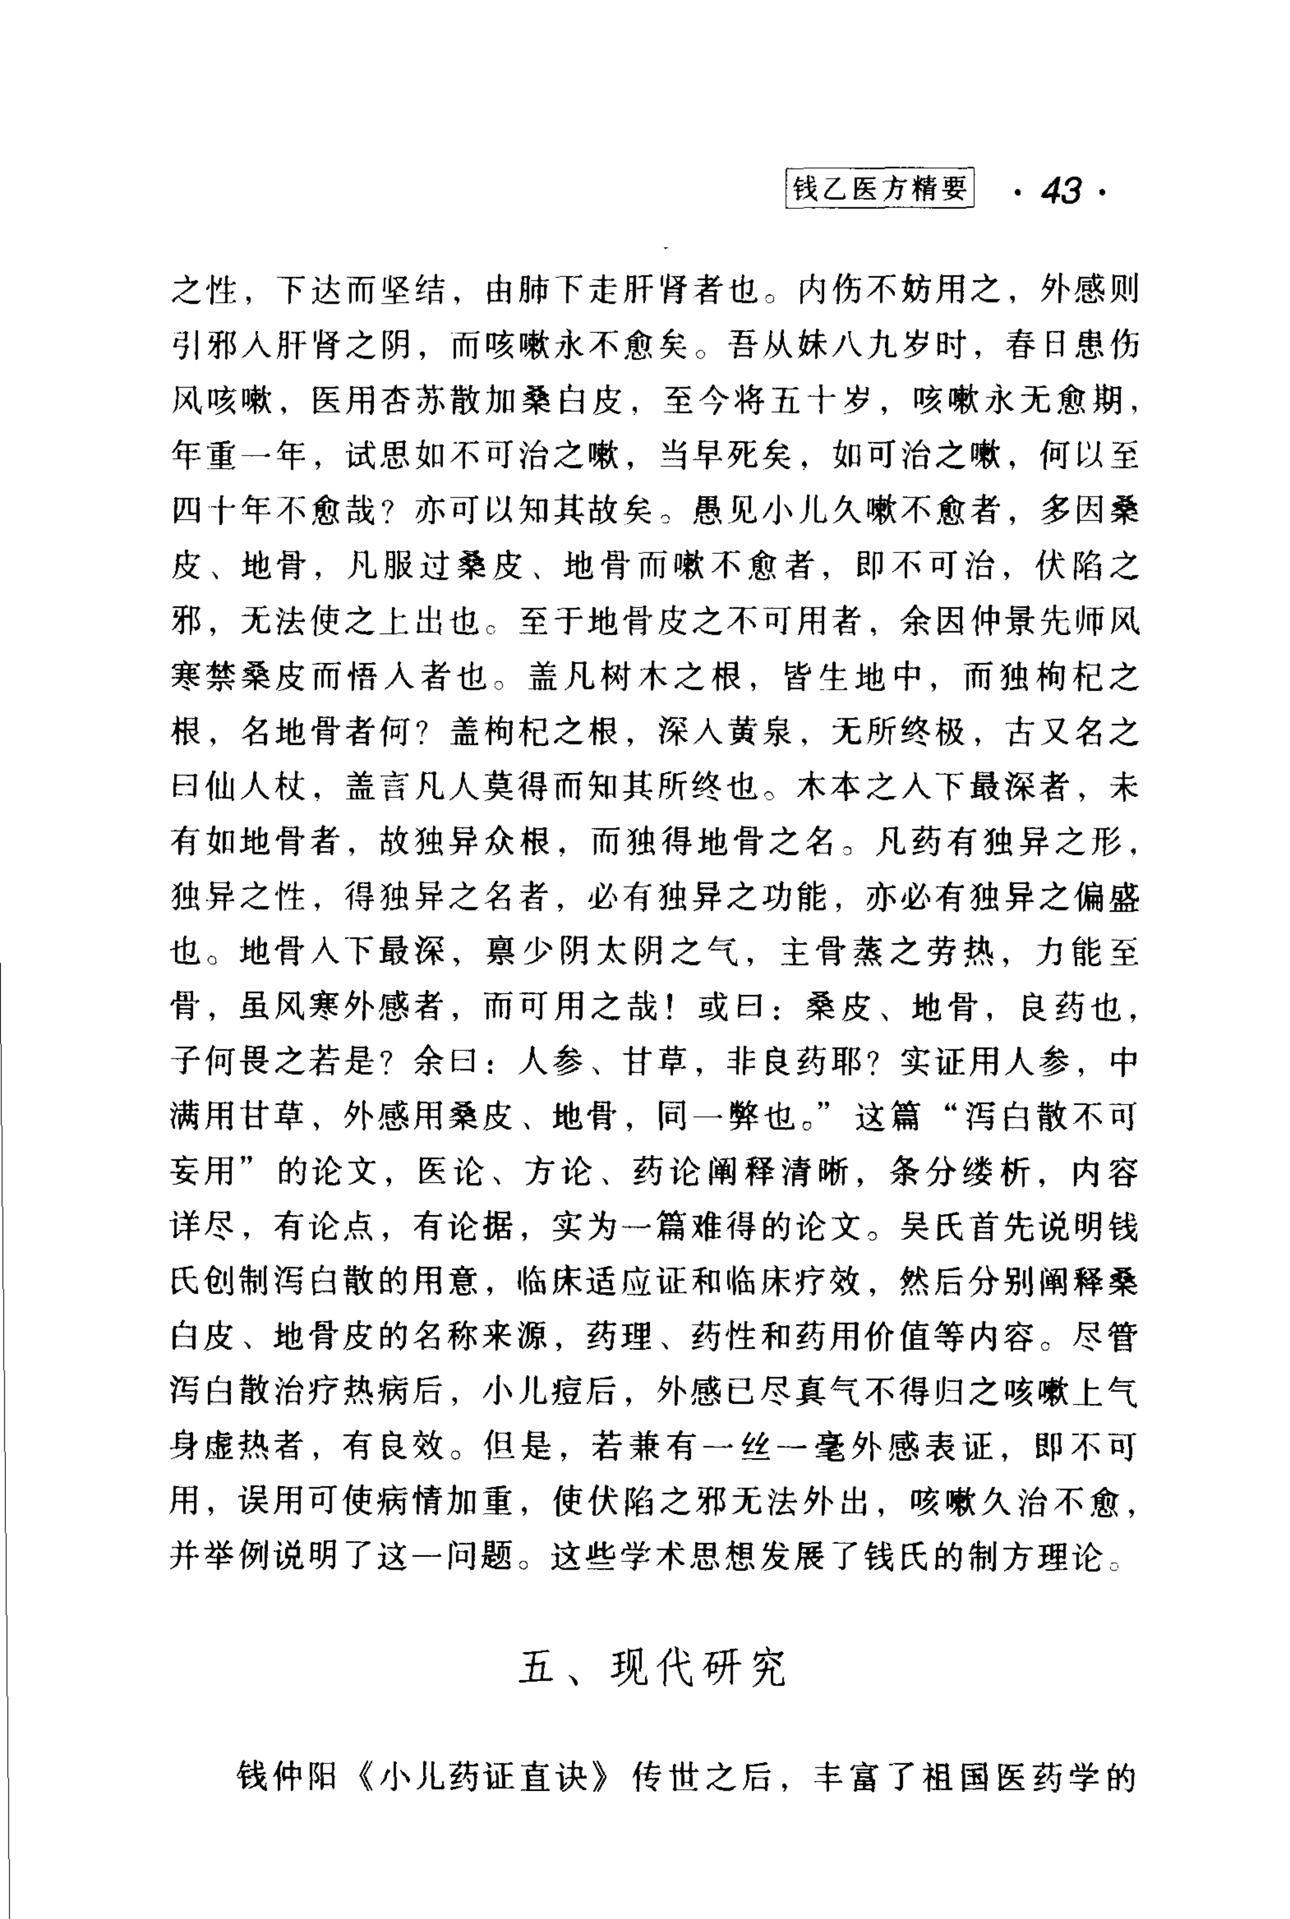 钱乙医方精要 · 43 ·
之性，下达而坚结，由肺下走肝肾者也。内伤不妨用之，外感则
引邪入肝肾之阴，而咳嗽永不愈矣。吾从妹八九岁时，春日患伤
风咳嗽，医用杏苏散加桑白皮，至今将五十岁，咳嗽永无愈期，
年重一年，试思如不可治之嗽，当早死矣，如可治之嗽，何以至
四十年不愈哉？亦可以知其故矣。愚见小儿久嗽不愈者，多因桑
皮、地骨，凡服过桑皮、地骨而嗽不愈者，即不可治，伏陷之
邪，无法使之上出也。至于地骨皮之不可用者，余因仲景先师风
寒禁桑皮而悟入者也。盖凡树木之根，皆生地中，而独枸杞之
根，名地骨者何？盖枸杞之根，深入黄泉，无所终极，古又名之
曰仙人杖，盖言凡人莫得而知其所终也。木本之入下最深者，未
有如地骨者，故独异众根，而独得地骨之名。凡药有独异之形，
独异之性，得独异之名者，必有独异之功能，亦必有独异之偏盛
也。地骨入下最深，禀少阴太阴之气，主骨蒸之劳热，力能至
骨，虽风寒外感者，而可用之哉！或曰：桑皮、地骨，良药也，
子何畏之若是？余曰：人参、甘草，非良药耶？实证用人参，中
满用甘草，外感用桑皮、地骨，同一弊也。”这篇“泻白散不可
妄用”的论文，医论、方论、药论阐释清晰，条分缕析，内容
详尽，有论点，有论据，实为一篇难得的论文。吴氏首先说明钱
氏创制泻白散的用意，临床适应证和临床疗效，然后分别阐释桑
白皮、地骨皮的名称来源，药理、药性和药用价值等内容。尽管
泻白散治疗热病后，小儿痘后，外感已尽真气不得归之咳嗽上气
身虚热者，有良效。但是，若兼有一丝一毫外感表证，即不可
用，误用可使病情加重，使伏陷之邪无法外出，咳嗽久治不愈，
并举例说明了这一问题。这些学术思想发展了钱氏的制方理论。
五、现代研究
钱仲阳《小儿药证直诀》传世之后，丰富了祖国医药学的